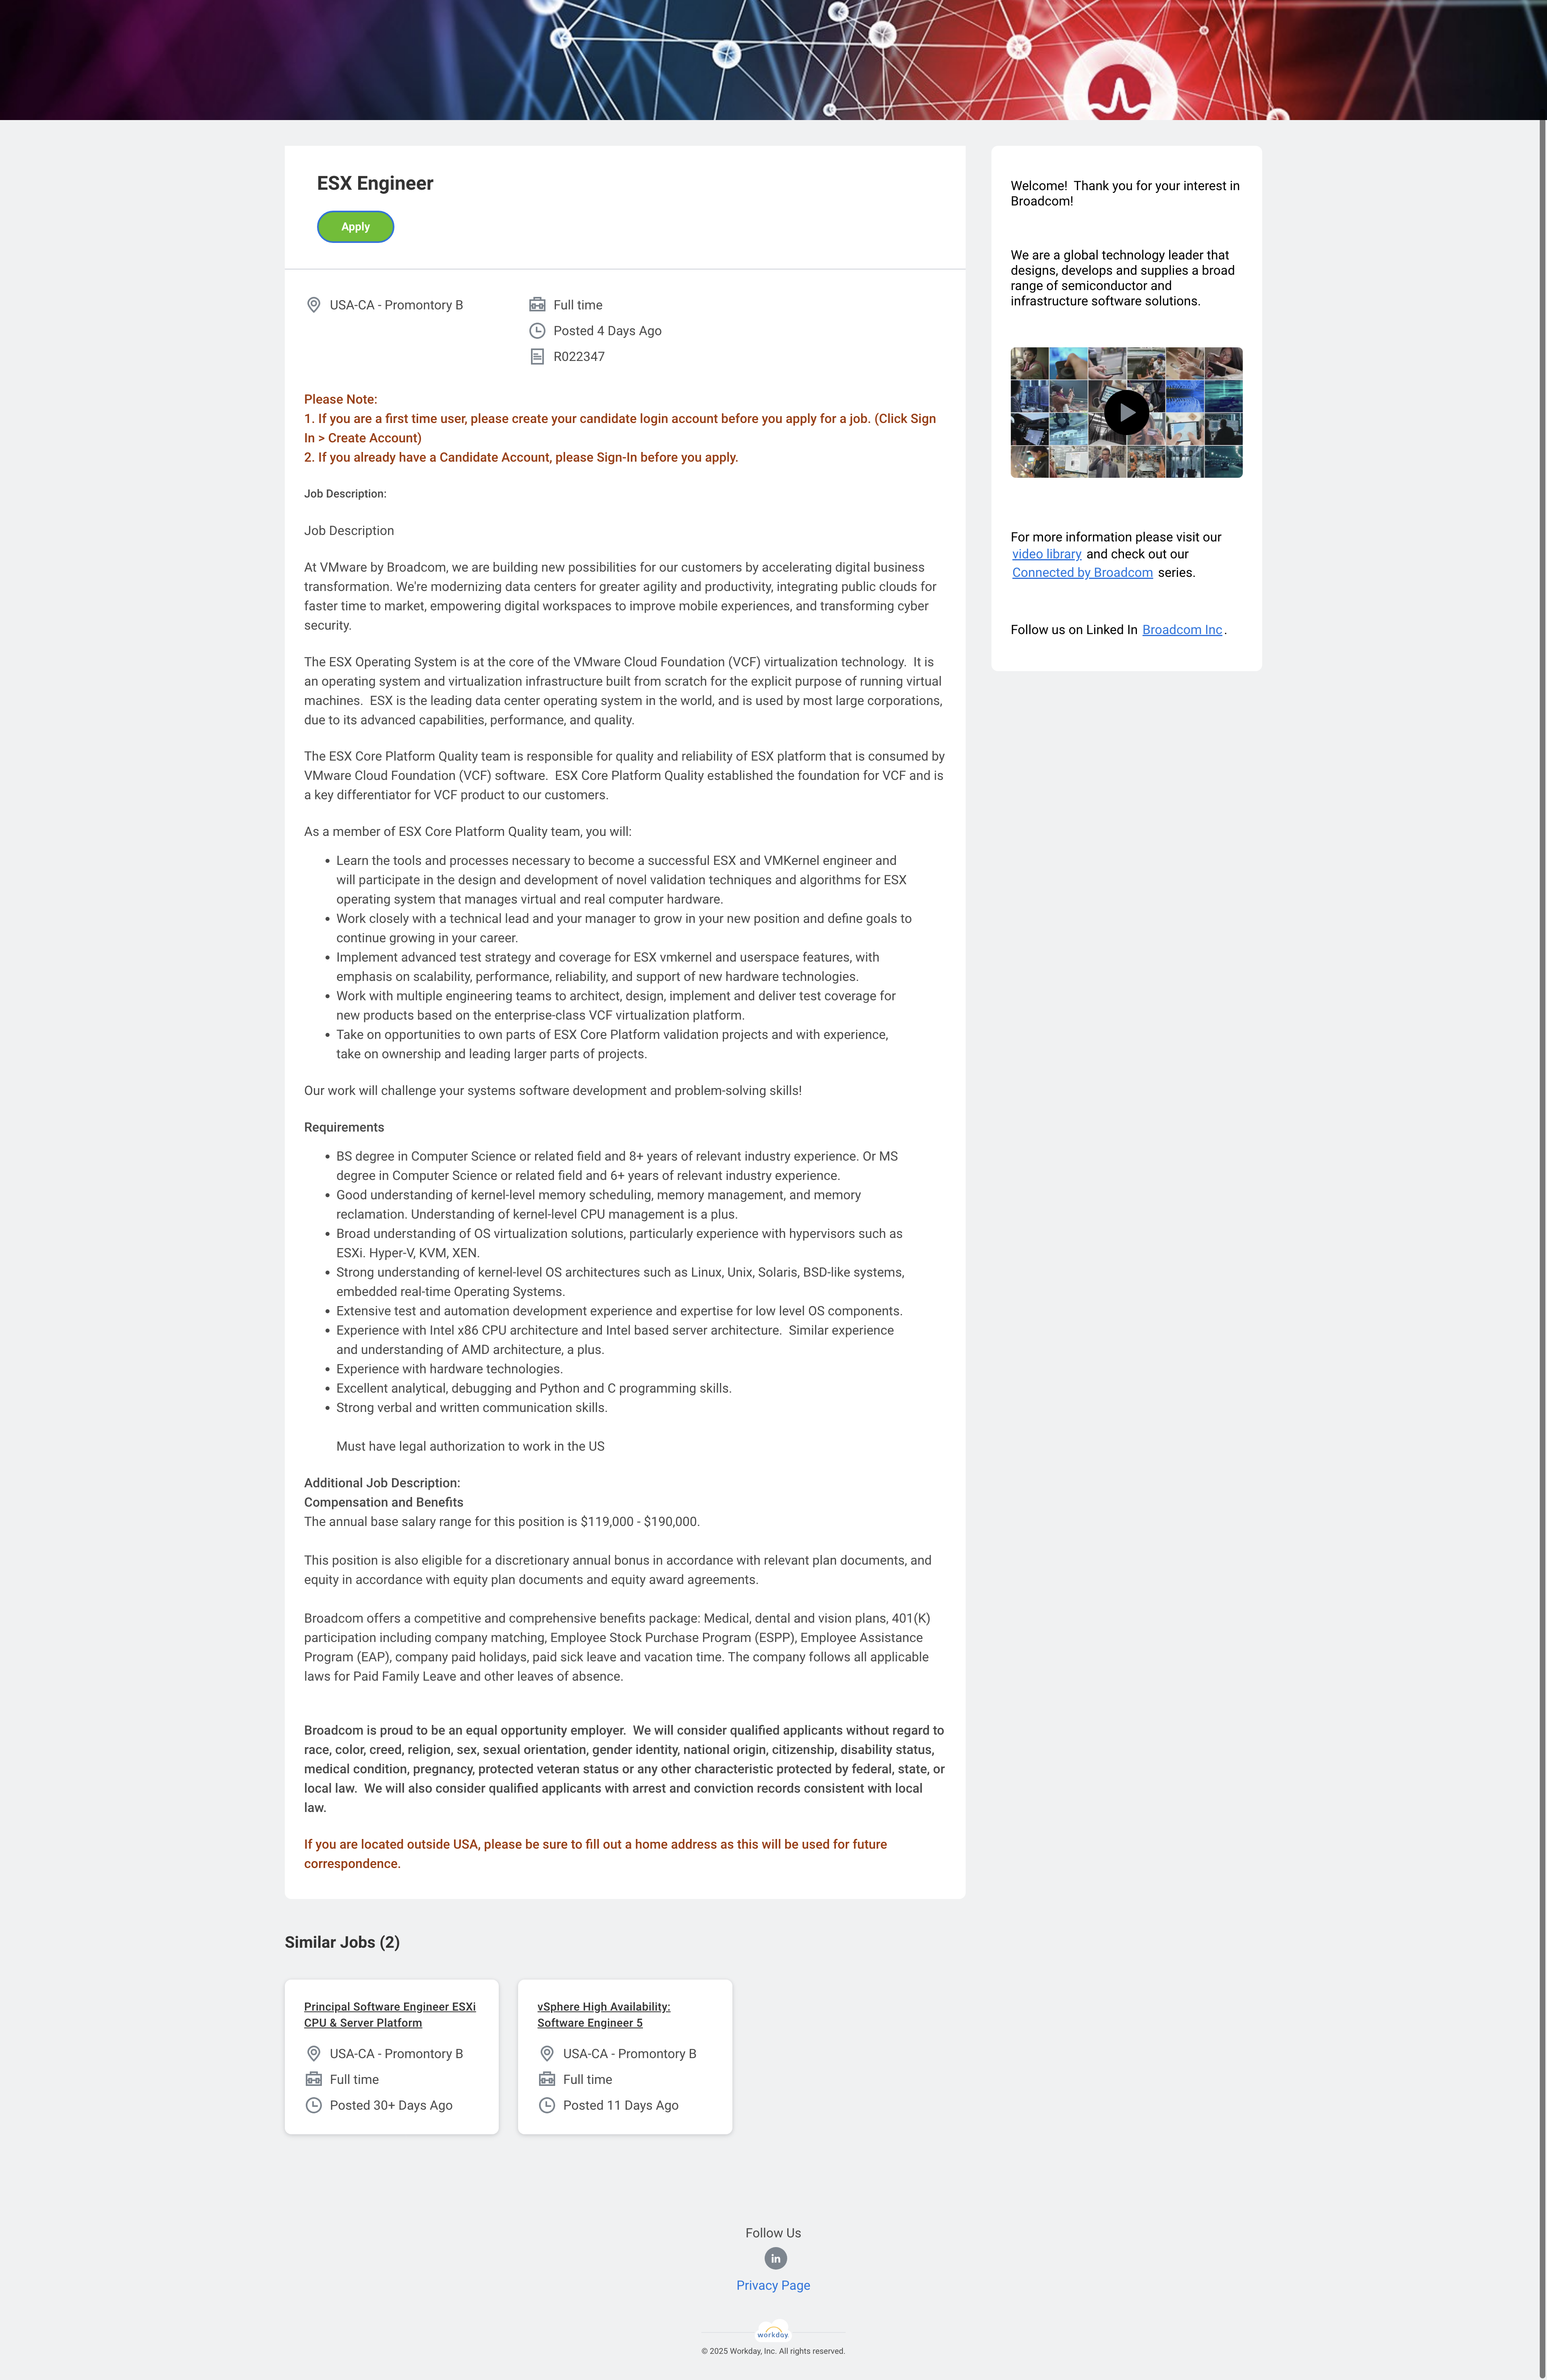 ESX Engineer
Apply
USA-CA - Promontory B
Full time
Posted 4 Days Ago
R022347
Please Note:
1. If you are a first time user, please create your candidate login account before you apply for a job. (Click Sign
In > Create Account)
2. If you already have a Candidate Account, please Sign-In before you apply.
Job Description:
Job Description
At VMware by Broadcom, we are building new possibilities for our customers by accelerating digital business
transformation. We're modernizing data centers for greater agility and productivity, integrating public clouds for
faster time to market, empowering digital workspaces to improve mobile experiences, and transforming cyber
security.
The ESX Operating System is at the core of the VMware Cloud Foundation (VCF) virtualization technology.  It is
an operating system and virtualization infrastructure built from scratch for the explicit purpose of running virtual
machines.  ESX is the leading data center operating system in the world, and is used by most large corporations,
due to its advanced capabilities, performance, and quality.
The ESX Core Platform Quality team is responsible for quality and reliability of ESX platform that is consumed by
VMware Cloud Foundation (VCF) software.  ESX Core Platform Quality established the foundation for VCF and is
a key differentiator for VCF product to our customers.
As a member of ESX Core Platform Quality team, you will:
• Learn the tools and processes necessary to become a successful ESX and VMKernel engineer and
will participate in the design and development of novel validation techniques and algorithms for ESX
operating system that manages virtual and real computer hardware.
• Work closely with a technical lead and your manager to grow in your new position and define goals to
continue growing in your career.
• Implement advanced test strategy and coverage for ESX vmkernel and userspace features, with
emphasis on scalability, performance, reliability, and support of new hardware technologies.
• Work with multiple engineering teams to architect, design, implement and deliver test coverage for
new products based on the enterprise-class VCF virtualization platform.
• Take on opportunities to own parts of ESX Core Platform validation projects and with experience,
take on ownership and leading larger parts of projects.
Our work will challenge your systems software development and problem-solving skills!
Requirements
• BS degree in Computer Science or related field and 8+ years of relevant industry experience. Or MS
degree in Computer Science or related field and 6+ years of relevant industry experience.
• Good understanding of kernel-level memory scheduling, memory management, and memory
reclamation. Understanding of kernel-level CPU management is a plus.
• Broad understanding of OS virtualization solutions, particularly experience with hypervisors such as
ESXi. Hyper-V, KVM, XEN.
• Strong understanding of kernel-level OS architectures such as Linux, Unix, Solaris, BSD-like systems,
embedded real-time Operating Systems.
• Extensive test and automation development experience and expertise for low level OS components.
• Experience with Intel x86 CPU architecture and Intel based server architecture.  Similar experience
and understanding of AMD architecture, a plus.
• Experience with hardware technologies.
• Excellent analytical, debugging and Python and C programming skills.
• Strong verbal and written communication skills.
Must have legal authorization to work in the US
Additional Job Description:
Compensation and Benefits
The annual base salary range for this position is $119,000 - $190,000.
This position is also eligible for a discretionary annual bonus in accordance with relevant plan documents, and
equity in accordance with equity plan documents and equity award agreements.
Broadcom offers a competitive and comprehensive benefits package: Medical, dental and vision plans, 401(K)
participation including company matching, Employee Stock Purchase Program (ESPP), Employee Assistance
Program (EAP), company paid holidays, paid sick leave and vacation time. The company follows all applicable
laws for Paid Family Leave and other leaves of absence.
Broadcom is proud to be an equal opportunity employer.  We will consider qualified applicants without regard to
race, color, creed, religion, sex, sexual orientation, gender identity, national origin, citizenship, disability status,
medical condition, pregnancy, protected veteran status or any other characteristic protected by federal, state, or
local law.  We will also consider qualified applicants with arrest and conviction records consistent with local
law.
If you are located outside USA, please be sure to fill out a home address as this will be used for future
correspondence.
Welcome!  Thank you for your interest in
Broadcom!
We are a global technology leader that
designs, develops and supplies a broad
range of semiconductor and
infrastructure software solutions.
For more information please visit our
video library and check out our
Connected by Broadcom series.
Follow us on Linked In Broadcom Inc.
Similar Jobs (2)
Principal Software Engineer ESXi
CPU & Server Platform
USA-CA - Promontory B
Full time
Posted 30+ Days Ago
vSphere High Availability:
Software Engineer 5
USA-CA - Promontory B
Full time
Posted 11 Days Ago
Follow Us
in
Privacy Page
workday.
© 2025 Workday, Inc. All rights reserved.